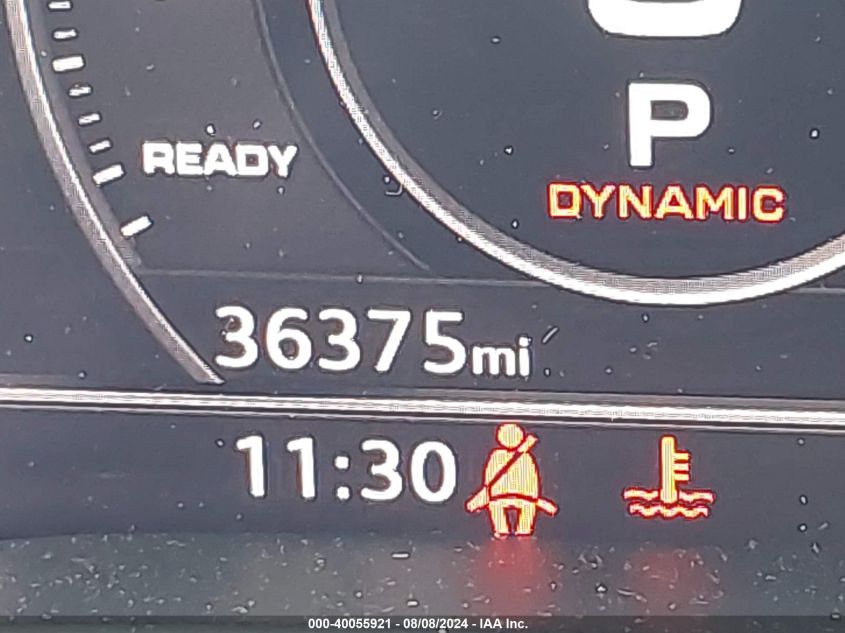 READY
P
DYNAMIC
36375mi
11:30
000-40055921 - 08/08/2024 - IAA Inc.